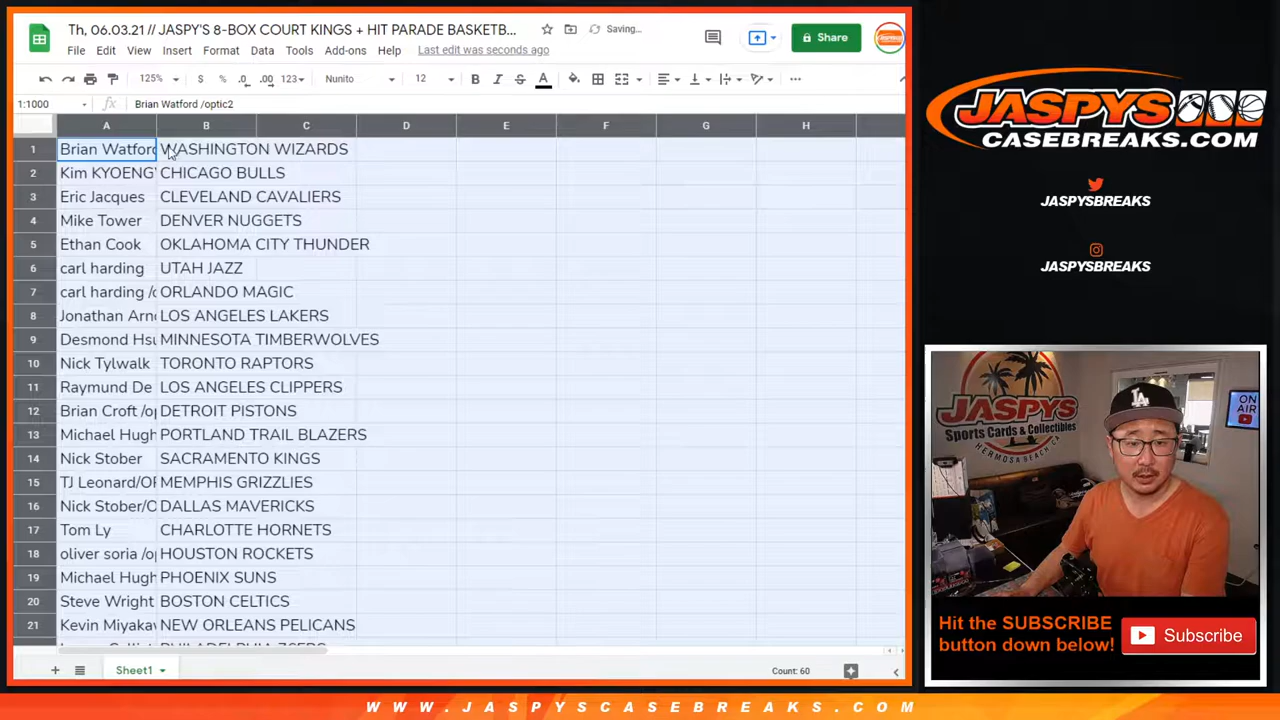 Th, 06.03.21 // JASPY'S 8-BOX COURT KINGS + HIT PARADE BASKETB...
Saving...
Share
File Edit View Insert Format Data Tools Add-ons Help Last edit was seconds ago
125% $ % .0 .00 123 Nunito 12 B I S A
1:1000 fx Brian Watford /optic2
A B C D E F G H
1 Brian Watford WASHINGTON WIZARDS
2 Kim KYOENG CHICAGO BULLS
3 Eric Jacques CLEVELAND CAVALIERS
4 Mike Tower DENVER NUGGETS
5 Ethan Cook OKLAHOMA CITY THUNDER
6 carl harding UTAH JAZZ
7 carl harding / ORLANDO MAGIC
8 Jonathan Arn LOS ANGELES LAKERS
9 Desmond Hsu MINNESOTA TIMBERWOLVES
10 Nick Tylwalk TORONTO RAPTORS
11 Raymund De LOS ANGELES CLIPPERS
12 Brian Croft /o DETROIT PISTONS
13 Michael Hugh PORTLAND TRAIL BLAZERS
14 Nick Stober SACRAMENTO KINGS
15 TJ Leonard/O MEMPHIS GRIZZLIES
16 Nick Stober/O DALLAS MAVERICKS
17 Tom Ly CHARLOTTE HORNETS
18 oliver soria /o HOUSTON ROCKETS
19 Michael Hugh PHOENIX SUNS
20 Steve Wright BOSTON CELTICS
21 Kevin Miyaka NEW ORLEANS PELICANS
Sheet1
Count: 60
JASPYS
CASEBREAKS.COM
JASPYSBREAKS
JASPYSBREAKS
JASPYS
Sports Cards & Collectibles
HERMOSA BEACH, CA
ON
AIR
LA
Hit the SUBSCRIBE
button down below!
Subscribe
WWW.JASPYSCASEBREAKS.COM